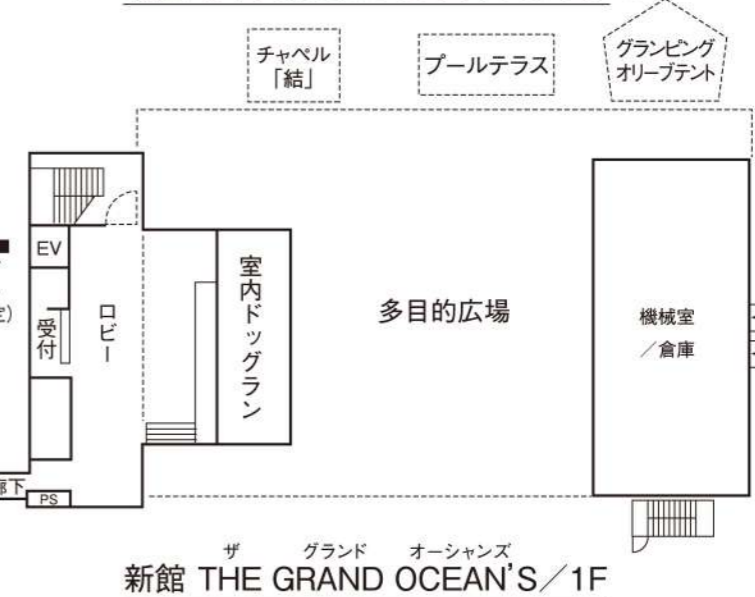 チャペル
「結」
プールテラス
グランピング
オリーブテント
EV
受付
ロビー
室内ドッグラン
多目的広場
機械室
／倉庫
廊下
PS
ザ グランド オーシャンズ
新館 THE GRAND OCEAN'S／1F